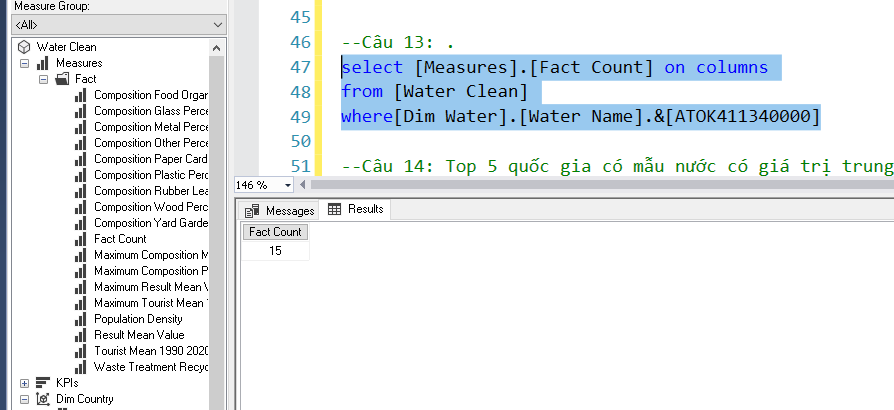 Measure Group:
<All>
Water Clean
Measures
Fact
Composition Food Organ
Composition Glass Perce
Composition Metal Perce
Composition Other Perce
Composition Paper Card
Composition Plastic Perc
Composition Rubber Lea
Composition Wood Perc
Composition Yard Garde
Fact Count
Maximum Composition M
Maximum Composition P
Maximum Result Mean V
Maximum Tourist Mean
Population Density
Result Mean Value
Tourist Mean 1990 2020
Waste Treatment Recyc
KPIs
Dim Country
45
46 --Câu 13: .
47 select [Measures].[Fact Count] on columns
48 from [Water Clean]
49 where[Dim Water].[Water Name].&[ATOK411340000]
50
51 --Câu 14: Top 5 quốc gia có mẫu nước có giá trị trung
146 %
Messages Results
Fact Count
15